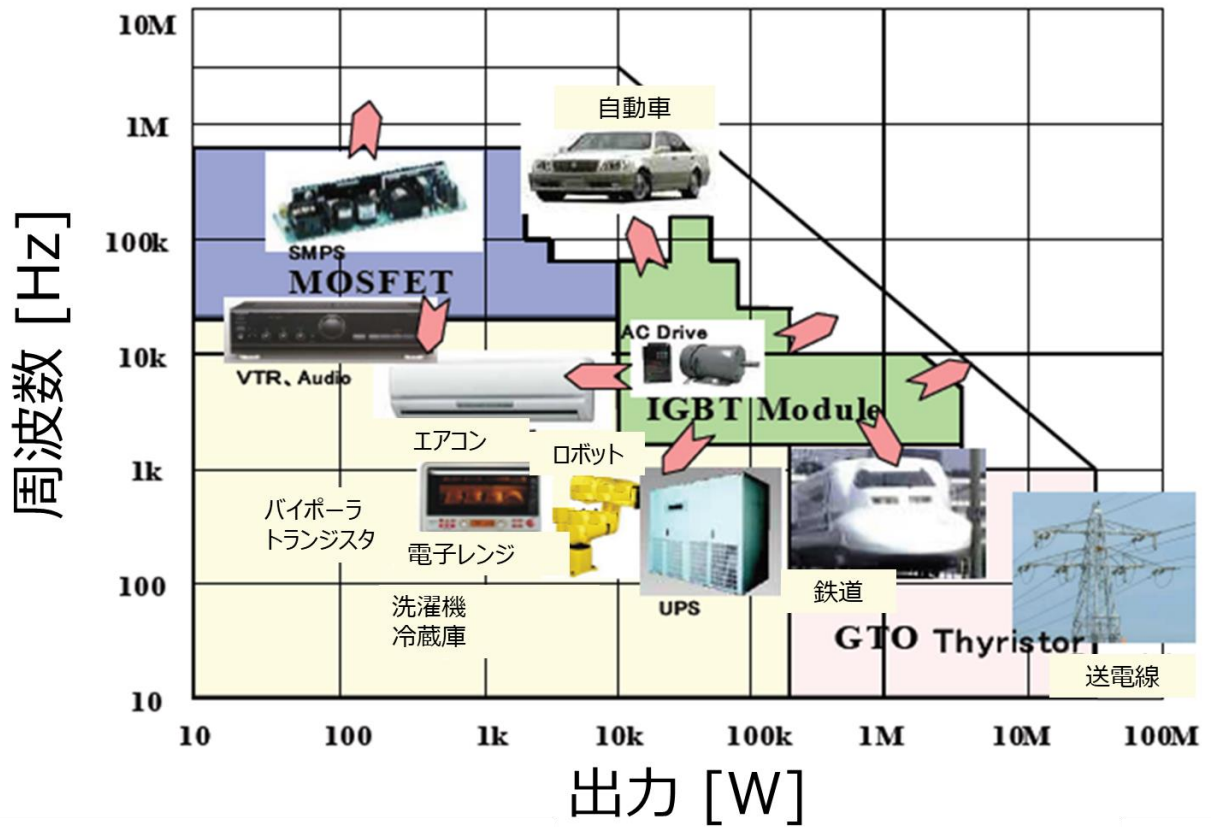 周波数 [Hz]
10M
1M
100k
10k
1k
100
10
自動車
SMPS
MOSFET
VTR、Audio
AC Drive
IGBT Module
エアコン
ロボット
バイポーラ
トランジスタ
電子レンジ
洗濯機
冷蔵庫
UPS
鉄道
GTO Thyristor
送電線
10
100
1k
10k
100k
1M
10M
100M
出力 [W]